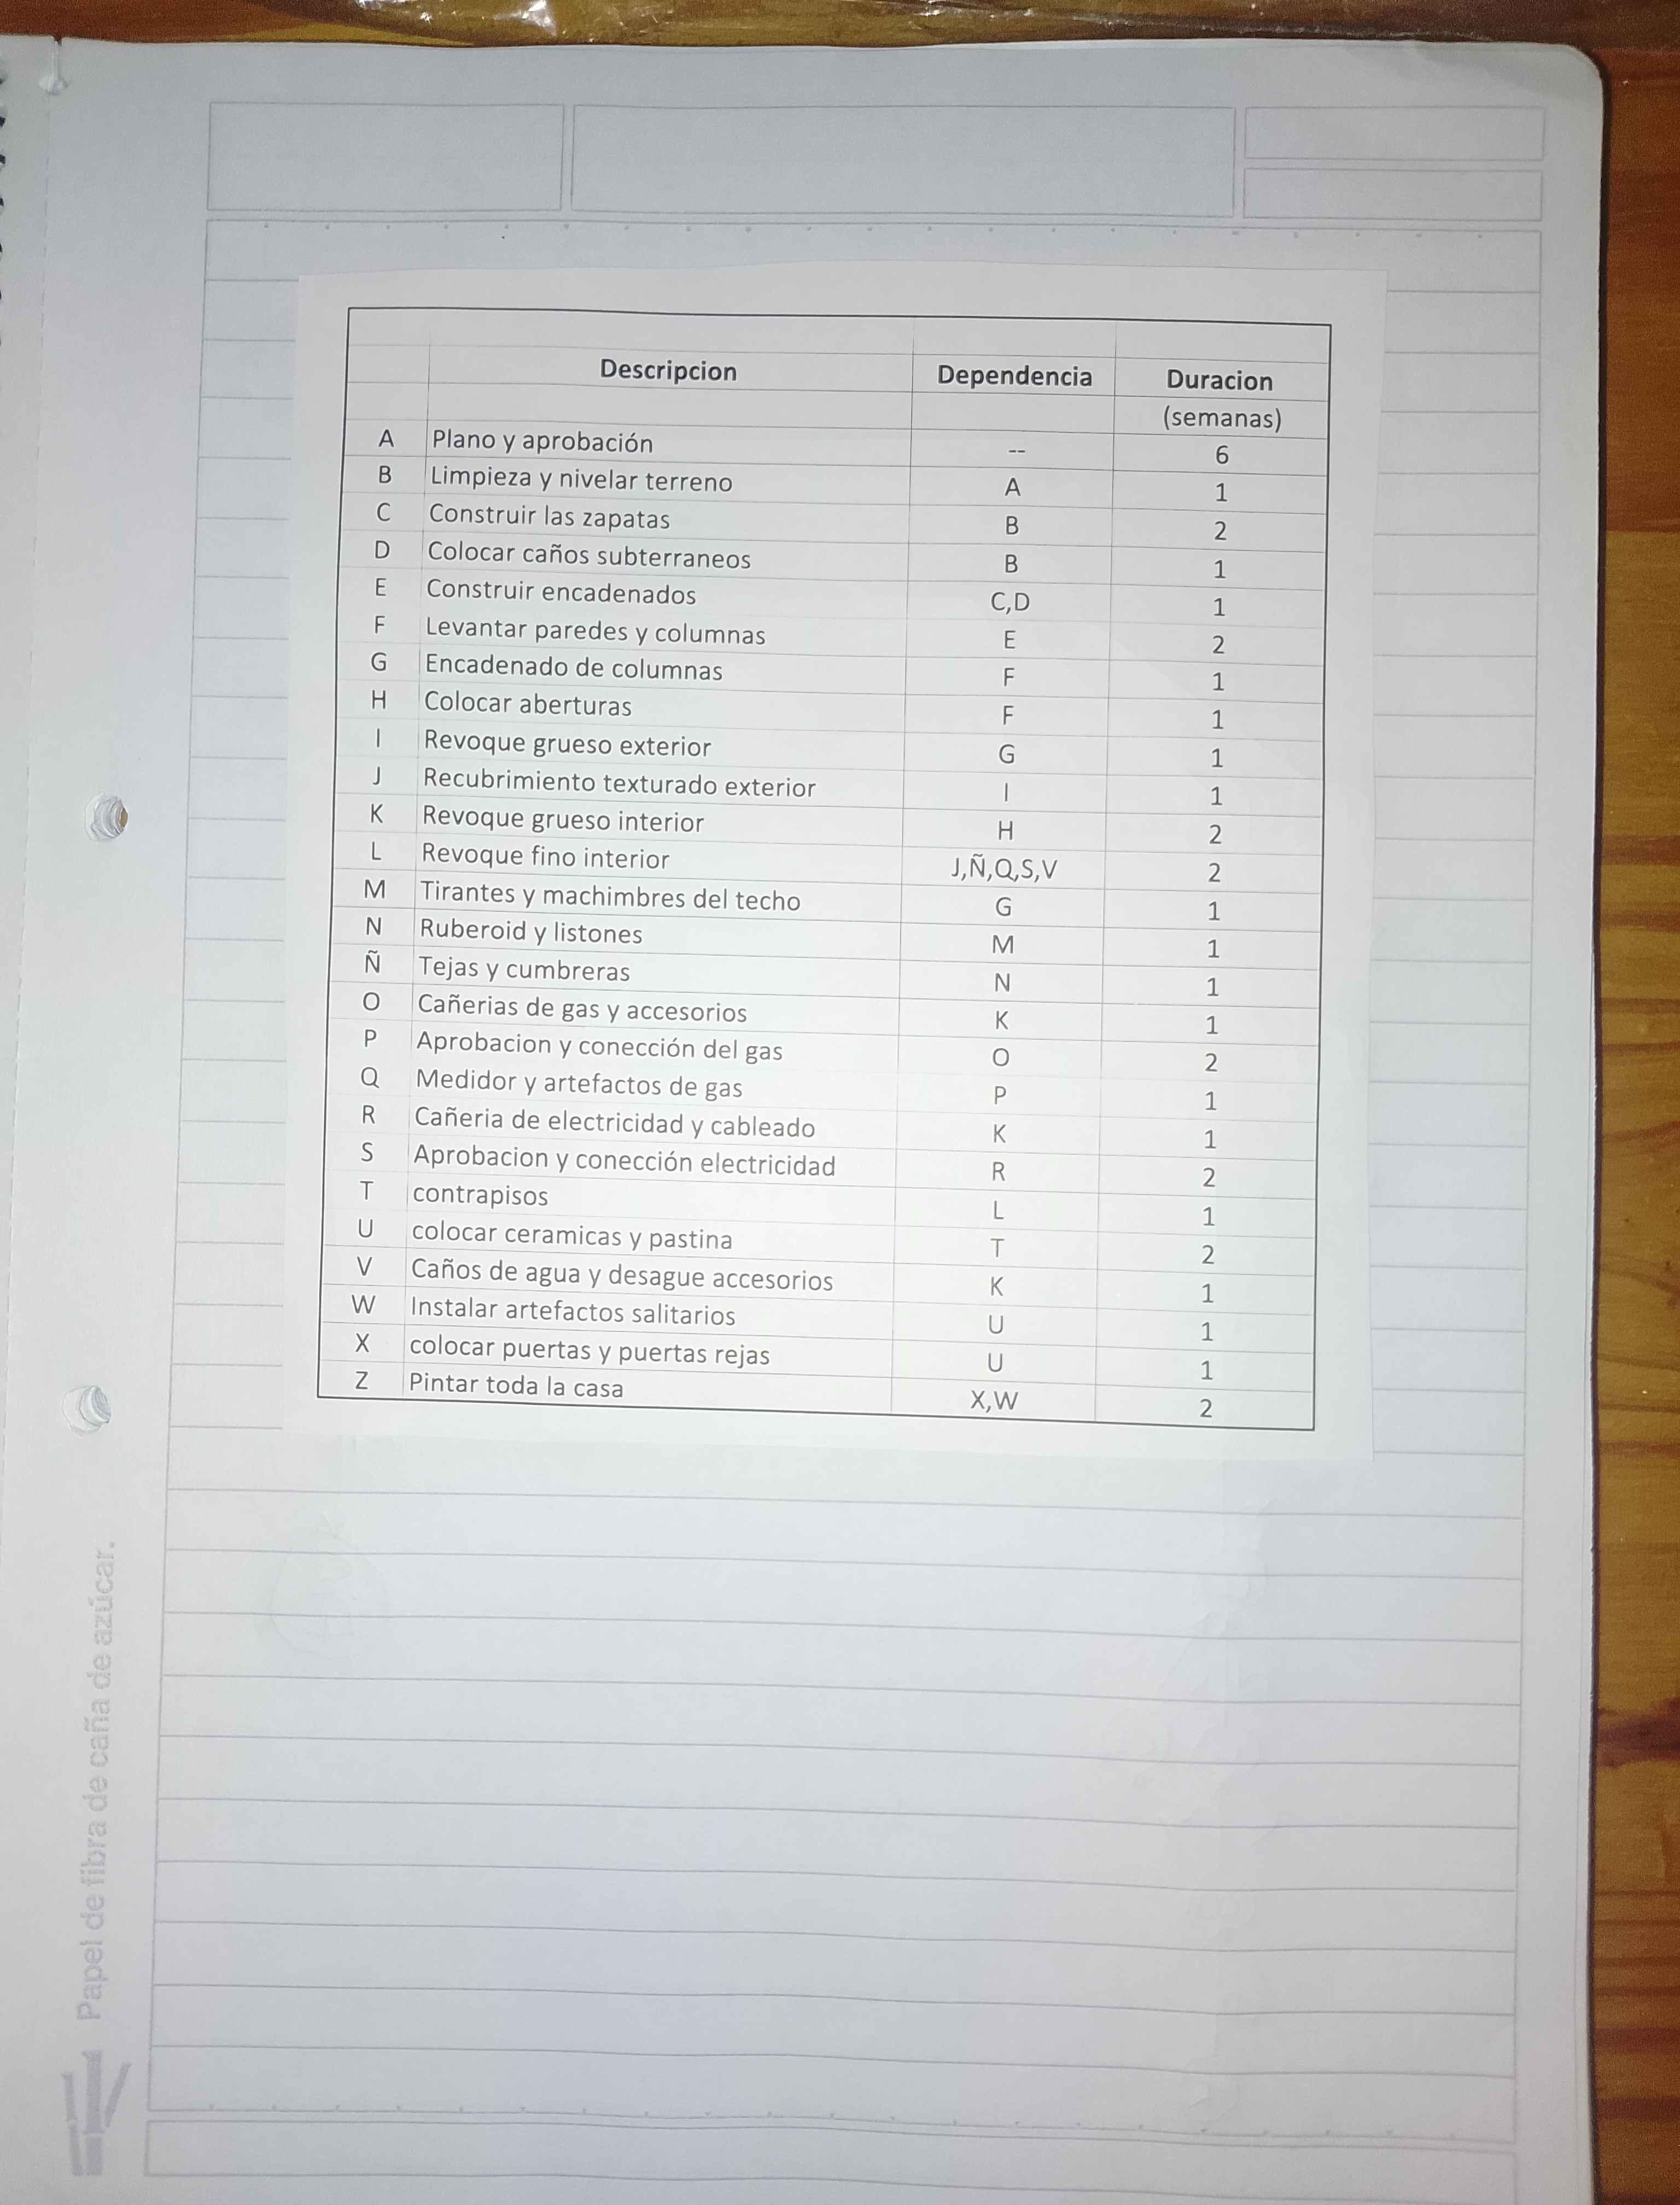 Descripcion Dependencia Duracion
(semanas)
A Plano y aprobación -- 6
B Limpieza y nivelar terreno A 1
C Construir las zapatas B 2
D Colocar caños subterraneos B 1
E Construir encadenados C,D 1
F Levantar paredes y columnas E 2
G Encadenado de columnas F 1
H Colocar aberturas F 1
I Revoque grueso exterior G 1
J Recubrimiento texturado exterior I 1
K Revoque grueso interior H 2
L Revoque fino interior J,Ñ,Q,S,V 2
M Tirantes y machimbres del techo G 1
N Ruberoid y listones M 1
Ñ Tejas y cumbreras N 1
O Cañerias de gas y accesorios K 1
P Aprobacion y conección del gas O 2
Q Medidor y artefactos de gas P 1
R Cañeria de electricidad y cableado K 1
S Aprobacion y conección electricidad R 2
T contrapisos L 1
U colocar ceramicas y pastina T 2
V Caños de agua y desague accesorios K 1
W Instalar artefactos salitarios U 1
X colocar puertas y puertas rejas U 1
Z Pintar toda la casa X,W 2
Papel de fibra de caña de azúcar.